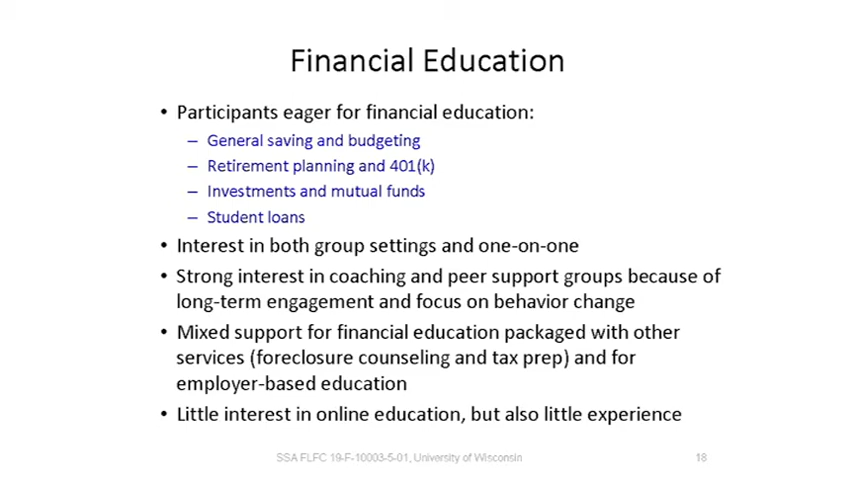 Financial Education
• Participants eager for financial education:
– General saving and budgeting
– Retirement planning and 401(k)
– Investments and mutual funds
– Student loans
• Interest in both group settings and one-on-one
• Strong interest in coaching and peer support groups because of
long-term engagement and focus on behavior change
• Mixed support for financial education packaged with other
services (foreclosure counseling and tax prep) and for
employer-based education
• Little interest in online education, but also little experience
SSA FLFC 19-F-10003-5-01, University of Wisconsin 18